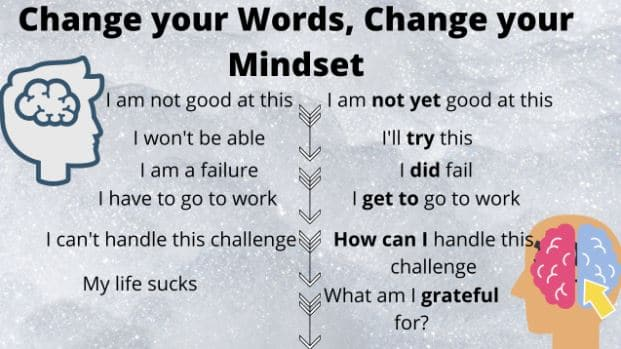 Change your Words, Change your
Mindset
I am not good at this
I am not yet good at this
I won't be able
I'll try this
I am a failure
I did fail
I have to go to work
I get to go to work
I can't handle this challenge
How can I handle this
challenge
My life sucks
What am I grateful
for?